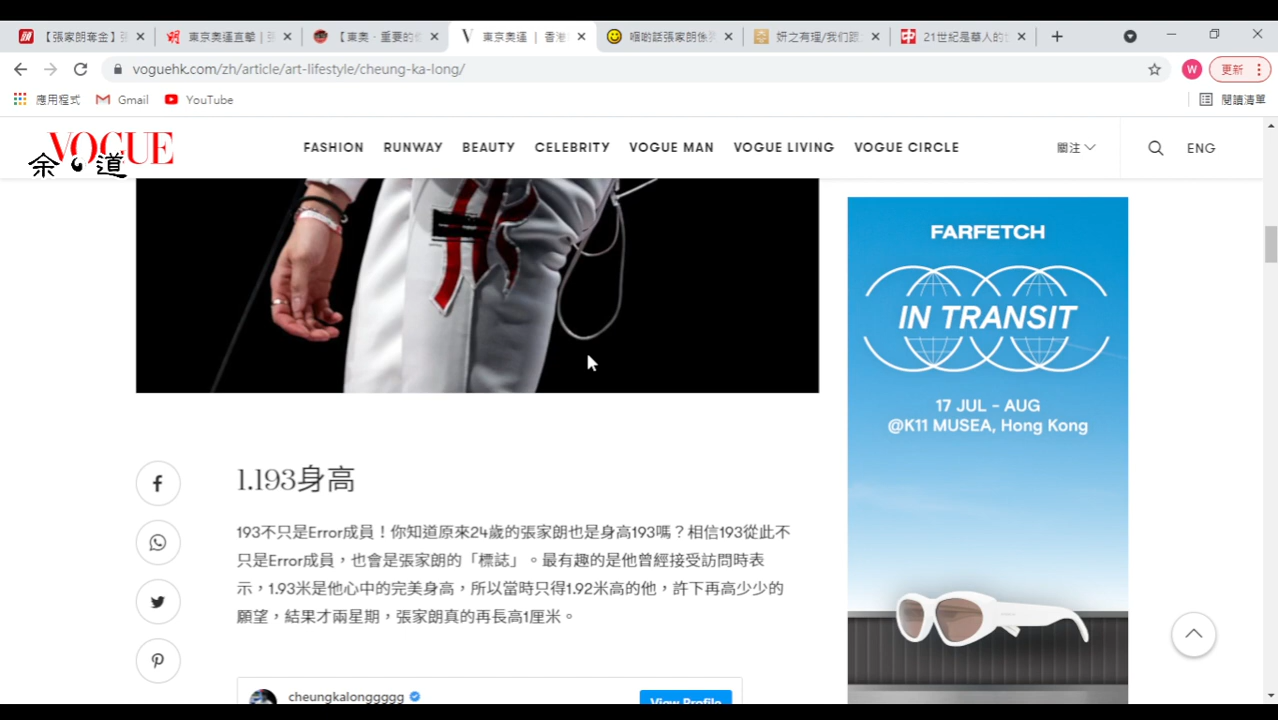 【張家朗奪金】張
東京奧運直擊｜張
【東奧．重要的
東京奧運 ｜ 香港
啲話張家朗係
妍之有理/我们跟
21世紀是華人的世
voguehk.com/zh/article/art-lifestyle/cheung-ka-long/
W
更新
應用程式
Gmail
YouTube
閱讀清單
VOGUE
余心道
FASHION RUNWAY BEAUTY CELEBRITY VOGUE MAN VOGUE LIVING VOGUE CIRCLE
關注
ENG
FARFETCH
IN TRANSIT
17 JUL – AUG
@K11 MUSEA, Hong Kong
1.193身高
193不只是Error成員！你知道原來24歲的張家朗也是身高193嗎？相信193從此不
只是Error成員，也會是張家朗的「標誌」。最有趣的是他曾經接受訪問時表
示，1.93米是他心中的完美身高，所以當時只得1.92米高的他，許下再高少少的
願望，結果才兩星期，張家朗真的再長高1厘米。
cheungkalonggggg
View Profile